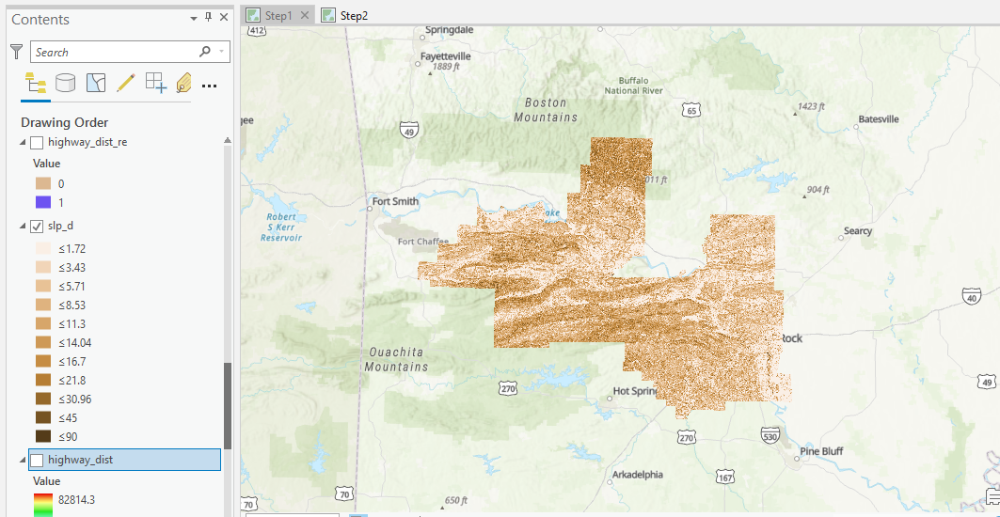 Contents
Step1
Step2
Search
Drawing Order
highway_dist_re
Value
0
1
slp_d
≤1.72
≤3.43
≤5.71
≤8.53
≤11.3
≤14.04
≤16.7
≤21.8
≤30.96
≤45
≤90
highway_dist
Value
82814.3
412
Springdale
Fayetteville
1889 ft
Buffalo
National River
Boston
Mountains
65
1423 ft
Batesville
gee
49
011 ft
904 ft
Fort Smith
Robert
S Kerr
Reservoir
Fort Chaffee
ake
Searcy
40
Rock
Ouachita
Mountains
270
Hot Spring
49
270
530
Pine Bluff
Arkadelphia
167
70
70
650 ft